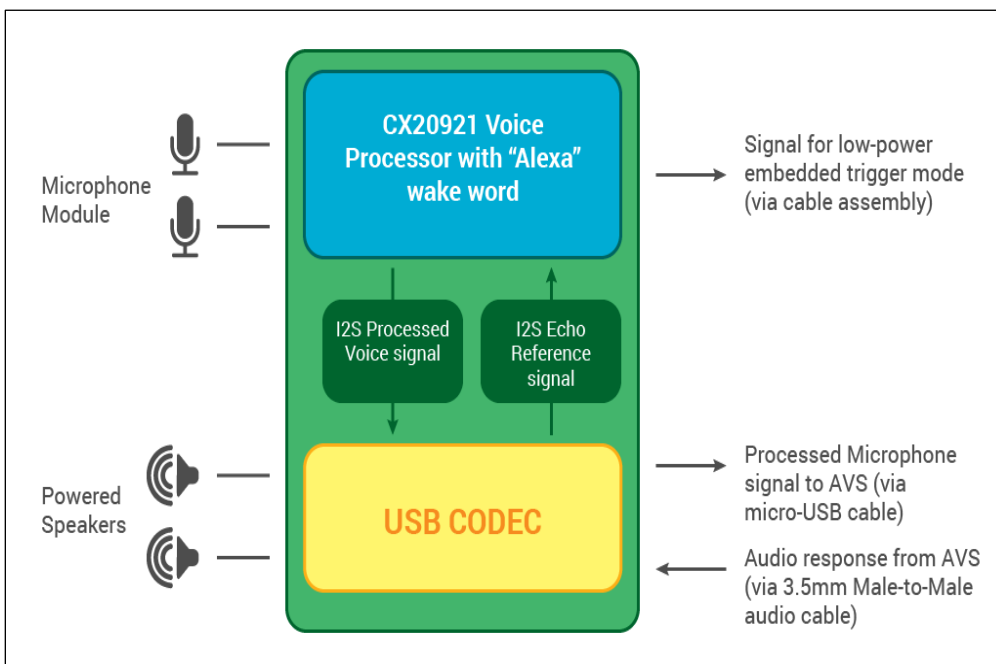 CX20921 Voice
Processor with “Alexa”
wake word
Microphone
Module
Signal for low-power
embedded trigger mode
(via cable assembly)
I2S Processed
Voice signal
I2S Echo
Reference
signal
Powered
Speakers
USB CODEC
Processed Microphone
signal to AVS (via
micro-USB cable)
Audio response from AVS
(via 3.5mm Male-to-Male
audio cable)